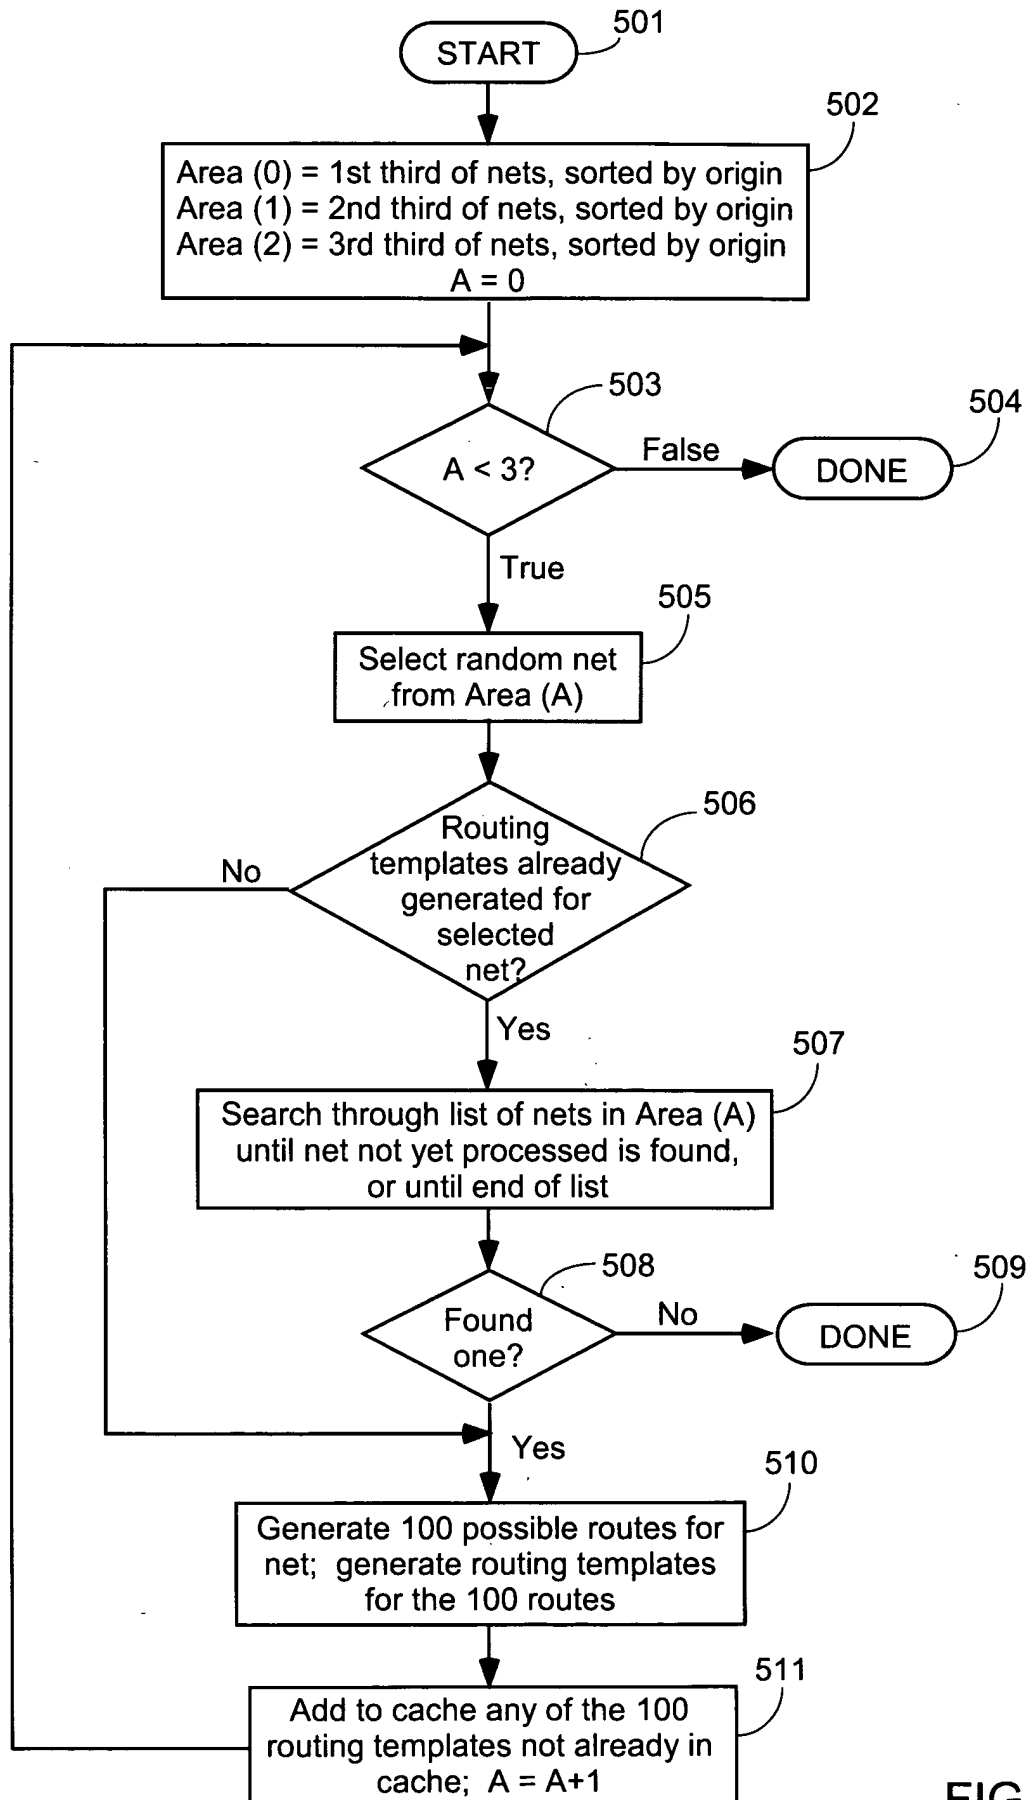 START
501
502
Area (0) = 1st third of nets, sorted by origin
Area (1) = 2nd third of nets, sorted by origin
Area (2) = 3rd third of nets, sorted by origin
A = 0
503
504
A < 3?
False
DONE
True
505
Select random net
from Area (A)
506
Routing
templates already
generated for
selected
net?
No
Yes
507
Search through list of nets in Area (A)
until net not yet processed is found,
or until end of list
508
509
Found
one?
No
DONE
Yes
510
Generate 100 possible routes for
net; generate routing templates
for the 100 routes
511
Add to cache any of the 100
routing templates not already in
cache; A = A+1
FIG